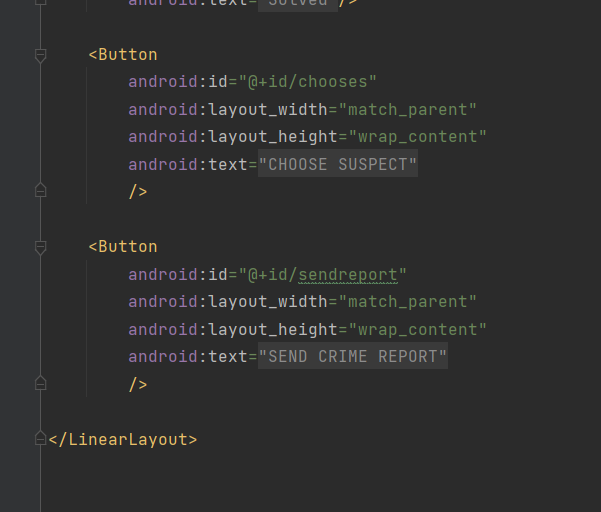 android:text="Solved"/>
<Button
android:id="@+id/chooses"
android:layout_width="match_parent"
android:layout_height="wrap_content"
android:text="CHOOSE SUSPECT"
/>
<Button
android:id="@+id/sendreport"
android:layout_width="match_parent"
android:layout_height="wrap_content"
android:text="SEND CRIME REPORT"
/>
</LinearLayout>